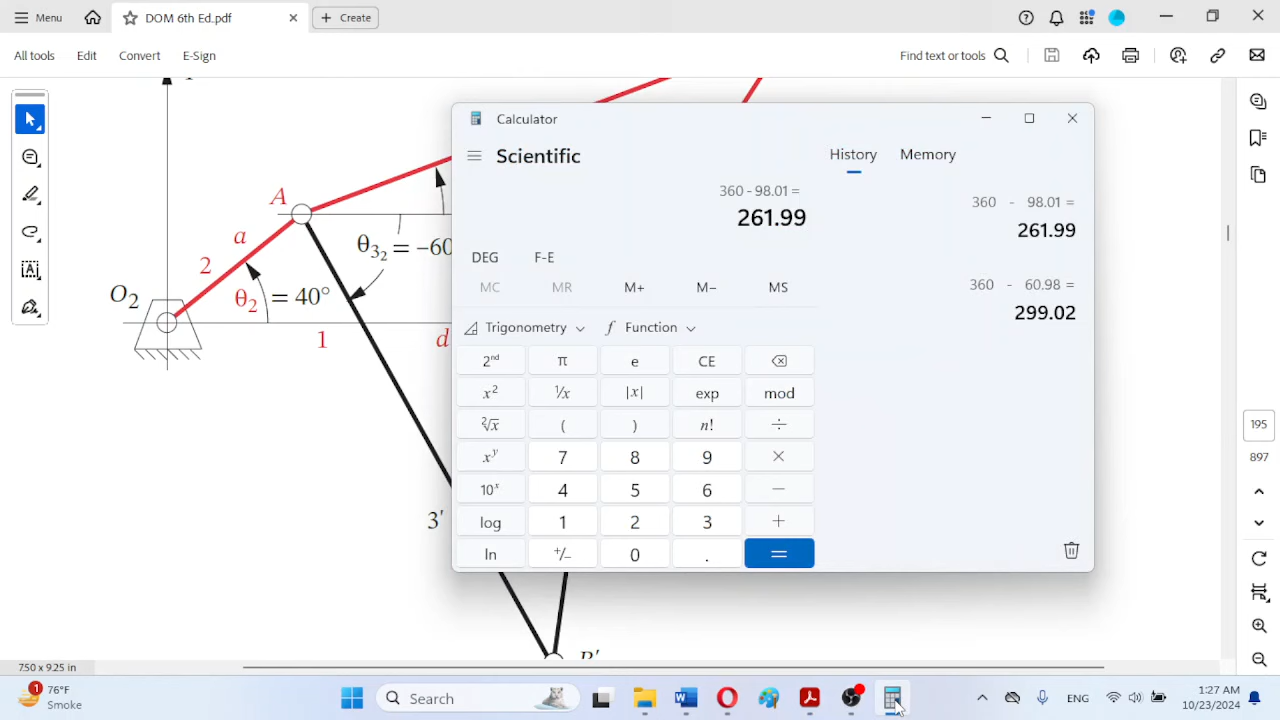 Menu
DOM 6th Ed.pdf
Create
All tools
Edit
Convert
E-Sign
Find text or tools
A
a
2
O2
θ2 = 40°
1
d
θ32 = −60
3'
Calculator
Scientific
History
Memory
360 - 98.01 =
261.99
DEG
F-E
MC
MR
M+
M−
MS
Trigonometry
f Function
2nd
π
e
CE
x²
¹/x
|x|
exp
mod
²√x
(
)
n!
÷
xʸ
7
8
9
×
10ˣ
4
5
6
−
log
1
2
3
+
ln
+/−
0
.
=
360 - 98.01 =
261.99
360 - 60.98 =
299.02
195
897
7.50 x 9.25 in
1
76°F
Smoke
Search
ENG
1:27 AM
10/23/2024